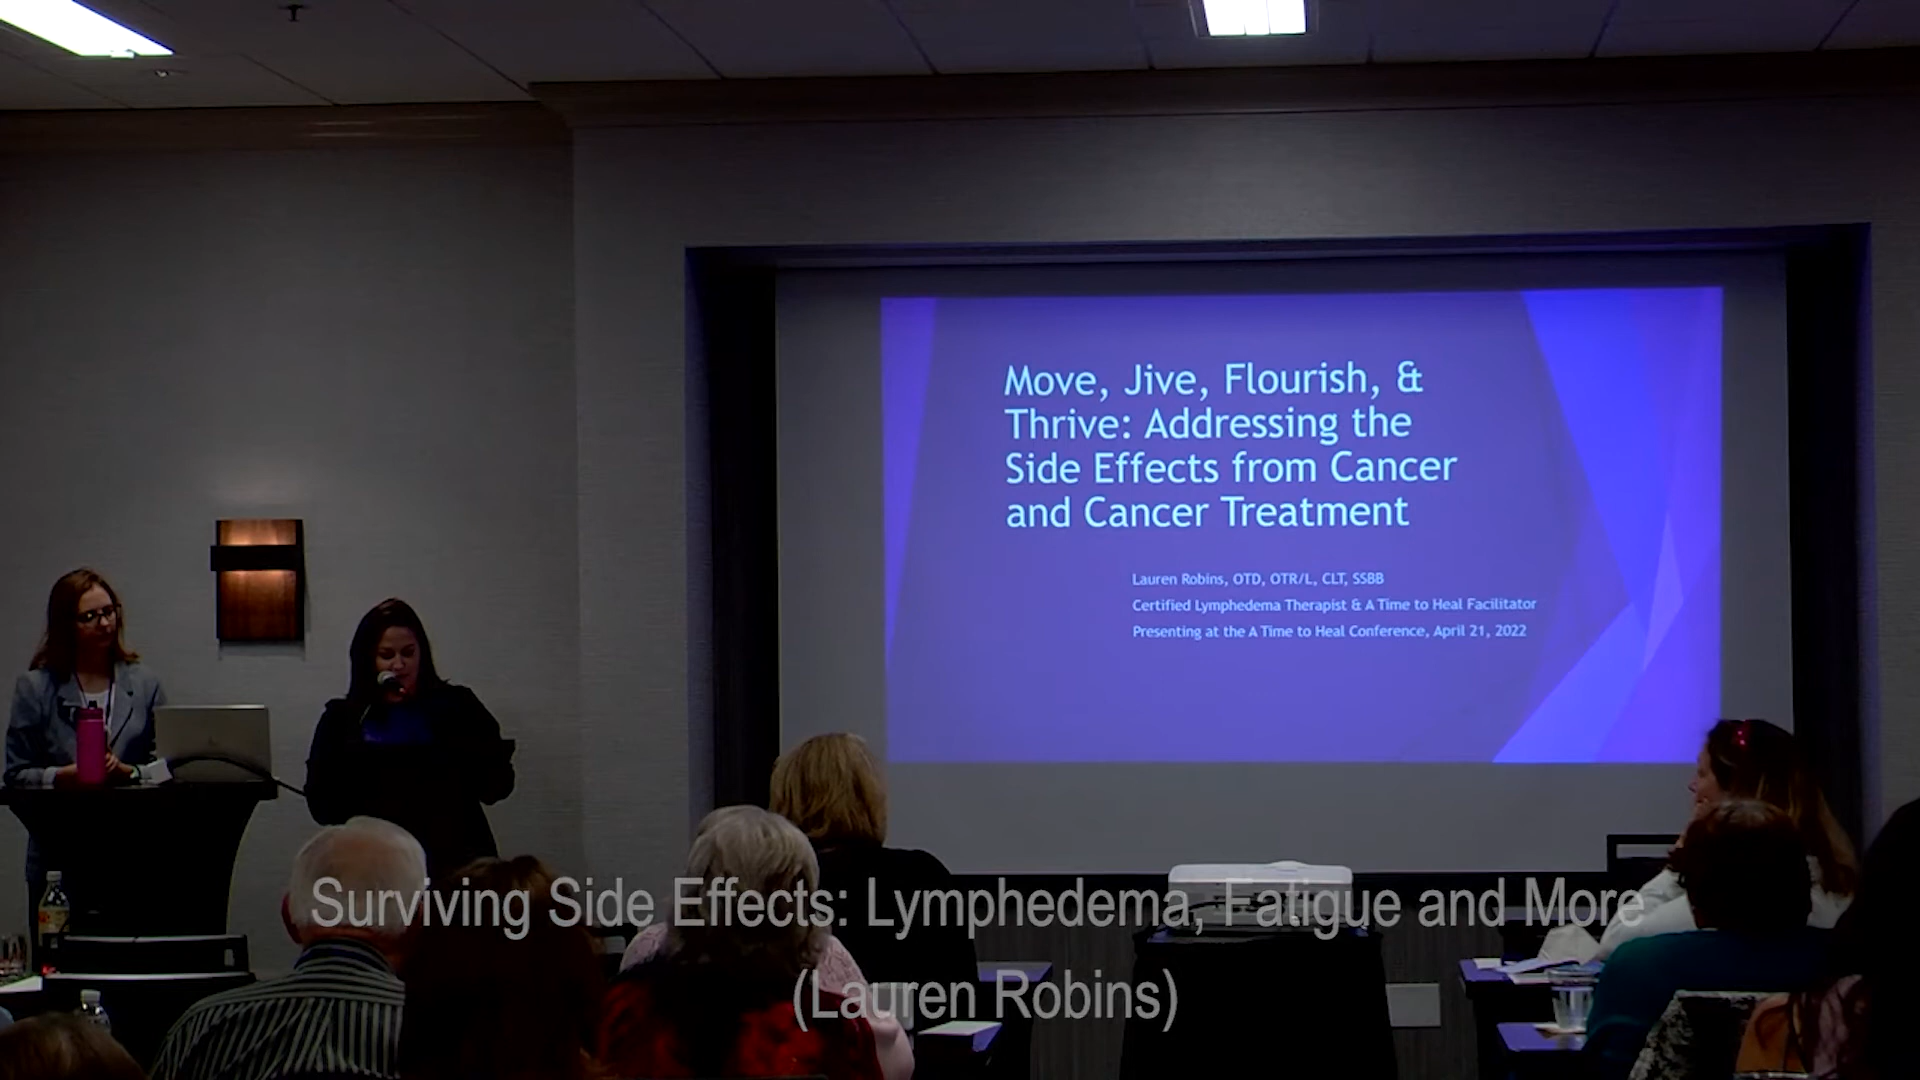 Move, Jive, Flourish, &
Thrive: Addressing the
Side Effects from Cancer
and Cancer Treatment
Lauren Robins, OTD, OTR/L, CLT, SSBB
Certified Lymphedema Therapist & A Time to Heal Facilitator
Presenting at the A Time to Heal Conference, April 21, 2022
Surviving Side Effects: Lymphedema, Fatigue and More
(Lauren Robins)